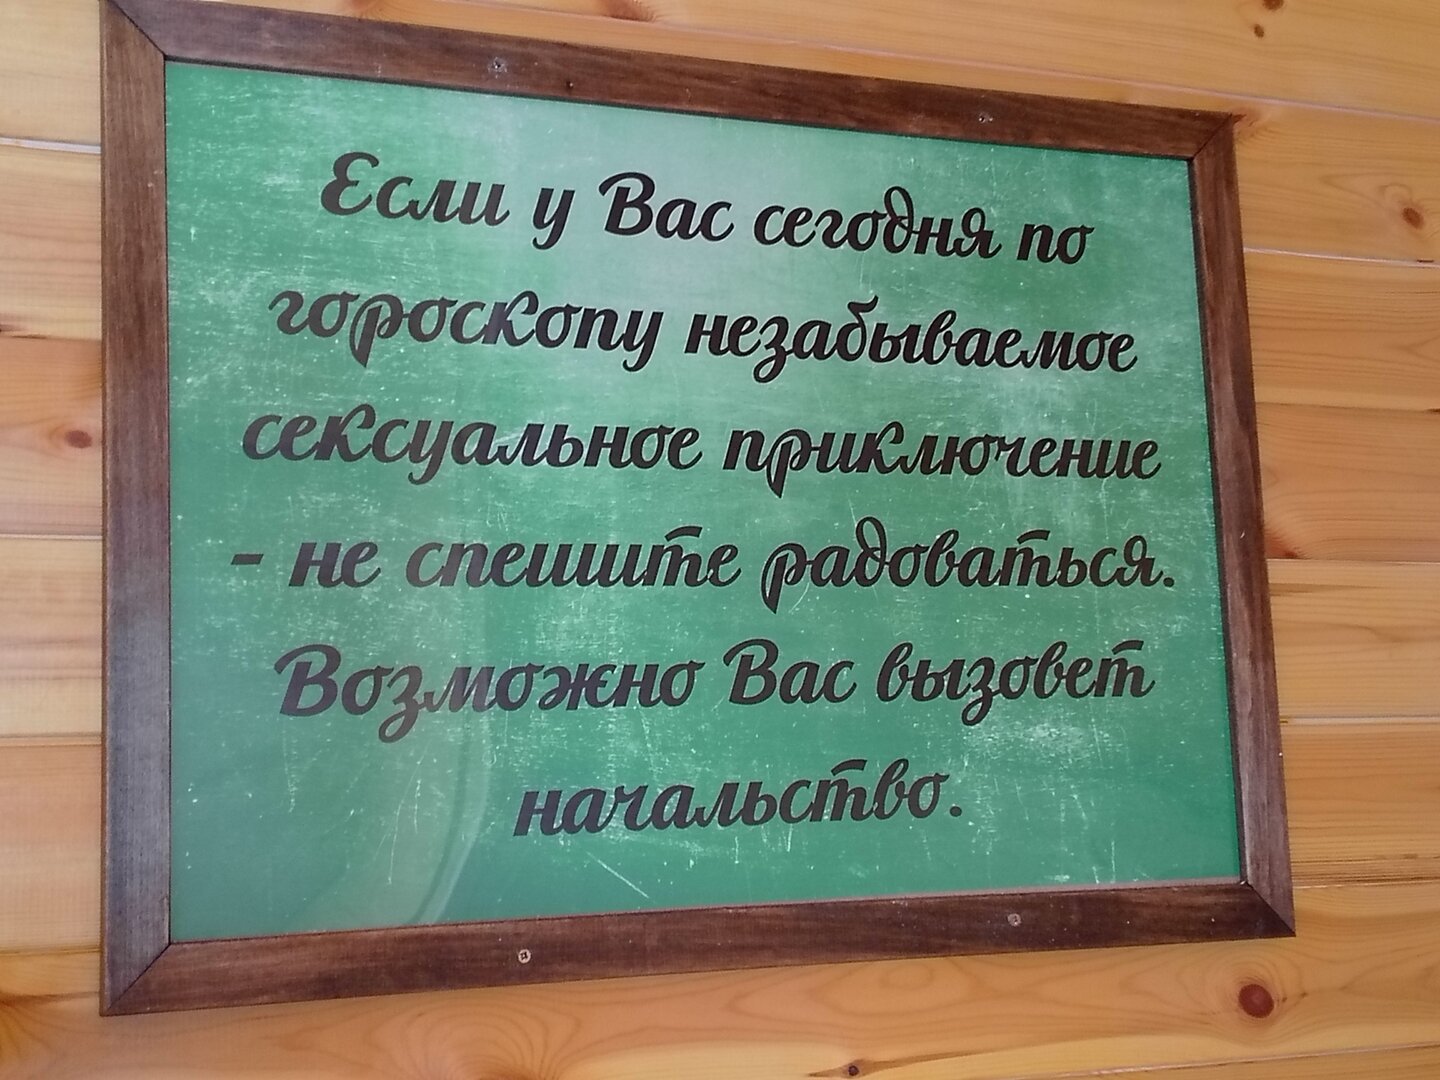 Если у Вас сегодня по
гороскопу незабываемое
сексуальное приключение
- не спешите радоваться.
Возможно Вас вызовет
начальство.